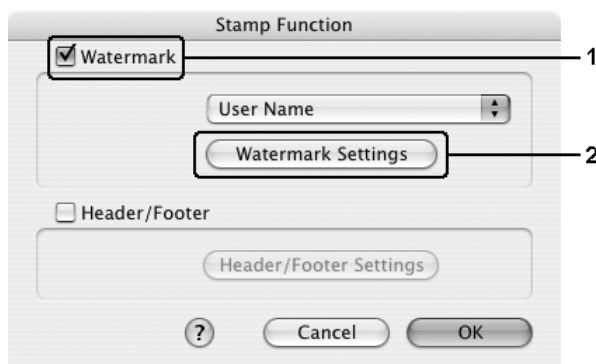 Stamp Function
Watermark
1
User Name
Watermark Settings
2
Header/Footer
Header/Footer Settings
? Cancel OK